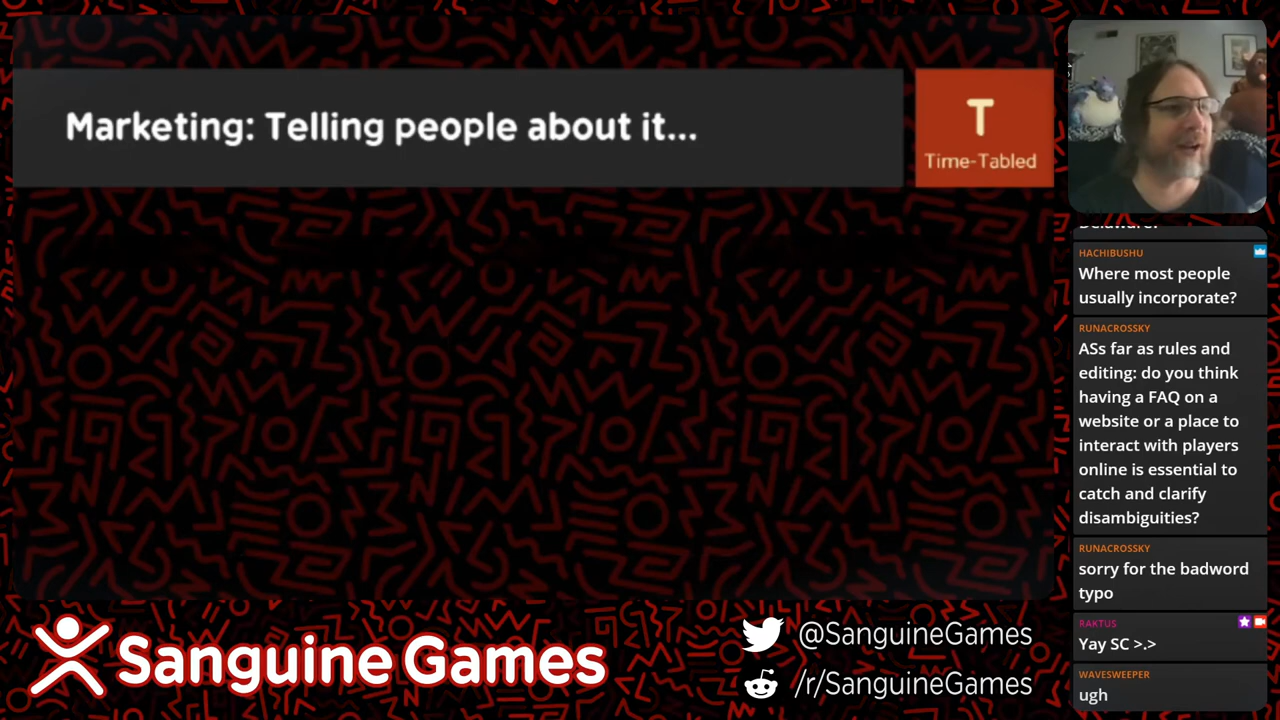 Marketing: Telling people about it...
T
Time-Tabled
Delaware?
HACHIBUSHU
Where most people
usually incorporate?
RUNACROSSKY
ASs far as rules and
editing: do you think
having a FAQ on a
website or a place to
interact with players
online is essential to
catch and clarify
disambiguities?
RUNACROSSKY
sorry for the badword
typo
RAKTUS
Yay SC >.>
WAVESWEEPER
ugh
Sanguine Games
@SanguineGames
/r/SanguineGames